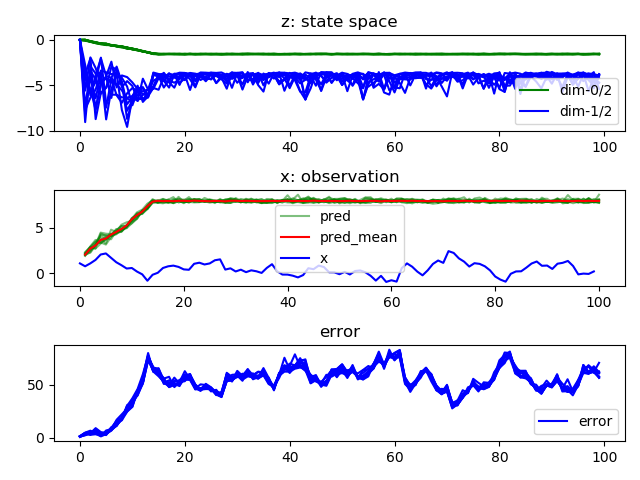 z: state space
0
−5
−10
dim-0/2
dim-1/2
0 20 40 60 80 100
x: observation
5
0
pred
pred_mean
x
0 20 40 60 80 100
error
50
0
error
0 20 40 60 80 100